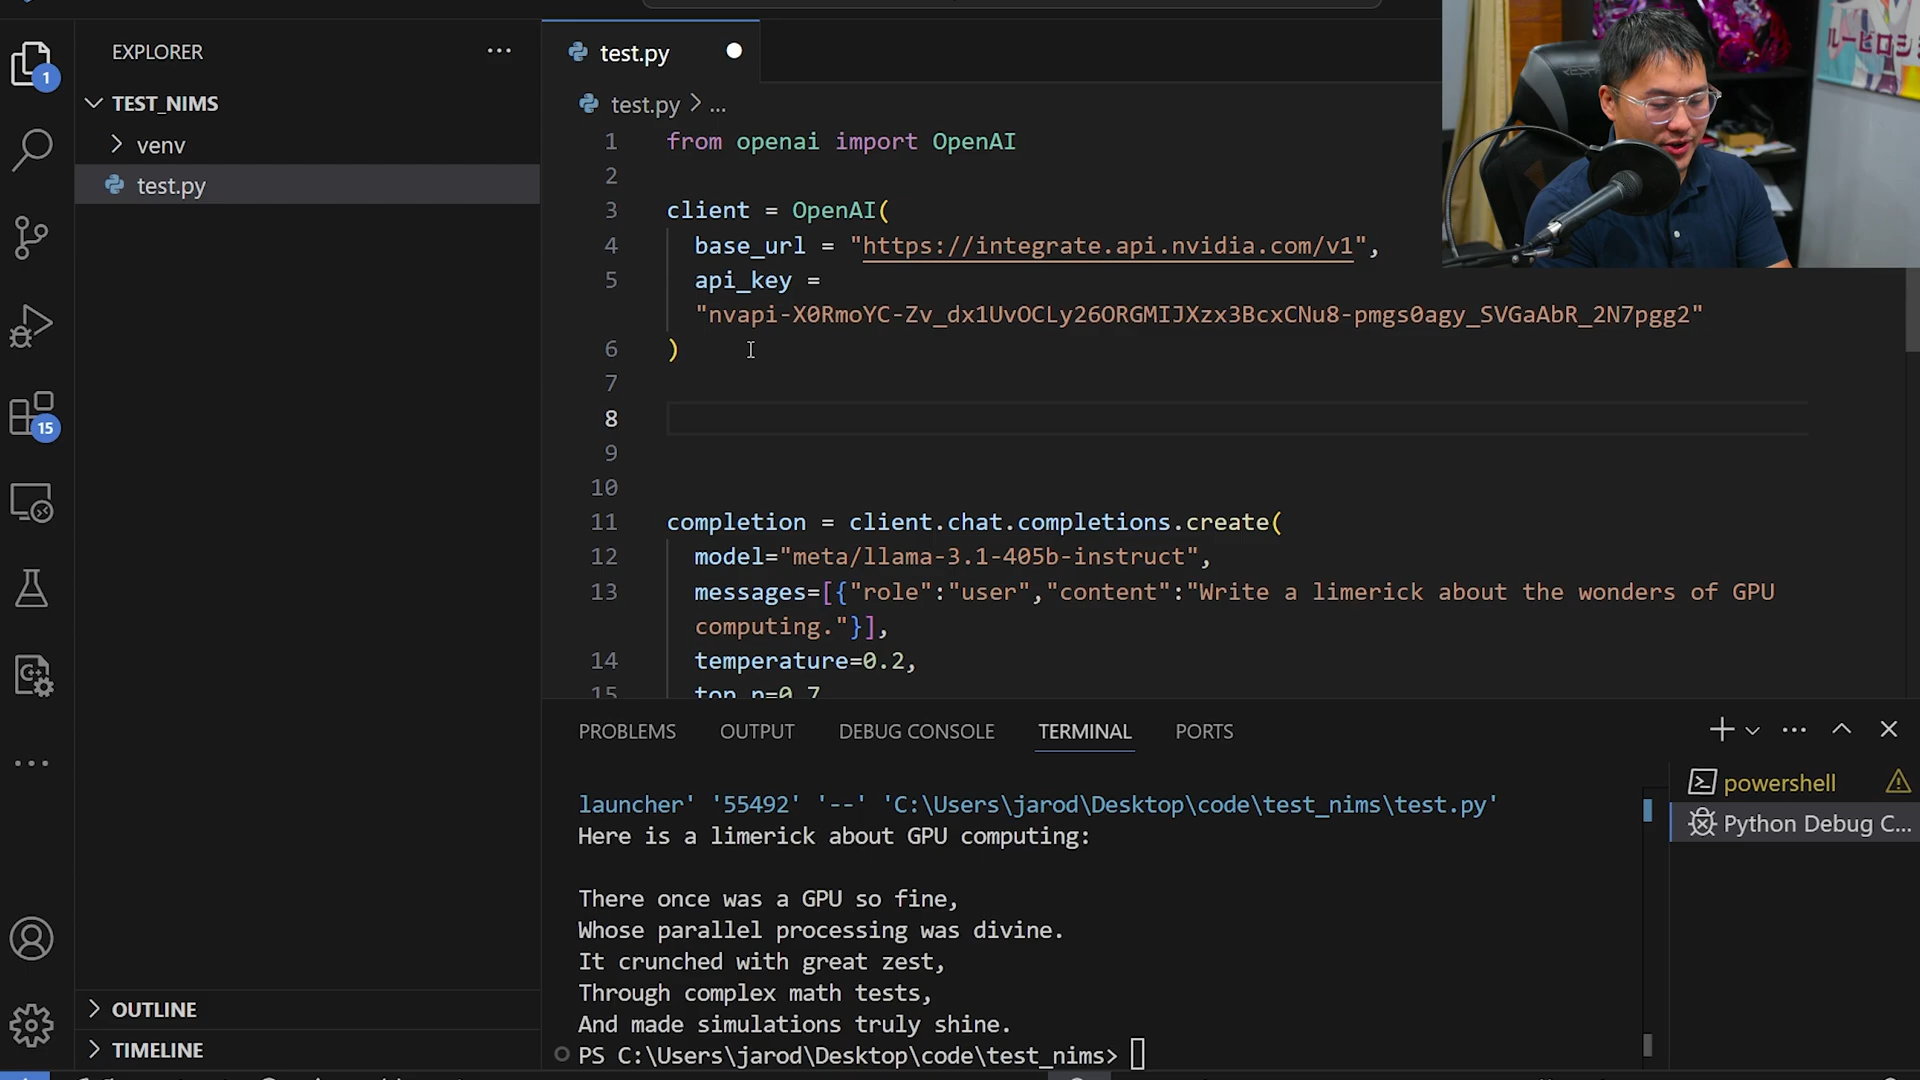 EXPLORER
1
TEST_NIMS
venv
test.py
15
OUTLINE
TIMELINE
test.py
test.py > ...
1 from openai import OpenAI
2
3 client = OpenAI(
4 base_url = "https://integrate.api.nvidia.com/v1",
5 api_key =
"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"
6 )
7
8
9
10
11 completion = client.chat.completions.create(
12 model="meta/llama-3.1-405b-instruct",
13 messages=[{"role":"user","content":"Write a limerick about the wonders of GPU
computing."}],
14 temperature=0.2,
15 top_p=0.7
PROBLEMS OUTPUT DEBUG CONSOLE TERMINAL PORTS
launcher' '55492' '--' 'C:\Users\jarod\Desktop\code\test_nims\test.py'
Here is a limerick about GPU computing:
There once was a GPU so fine,
Whose parallel processing was divine.
It crunched with great zest,
Through complex math tests,
And made simulations truly shine.
PS C:\Users\jarod\Desktop\code\test_nims>
powershell
Python Debug C...